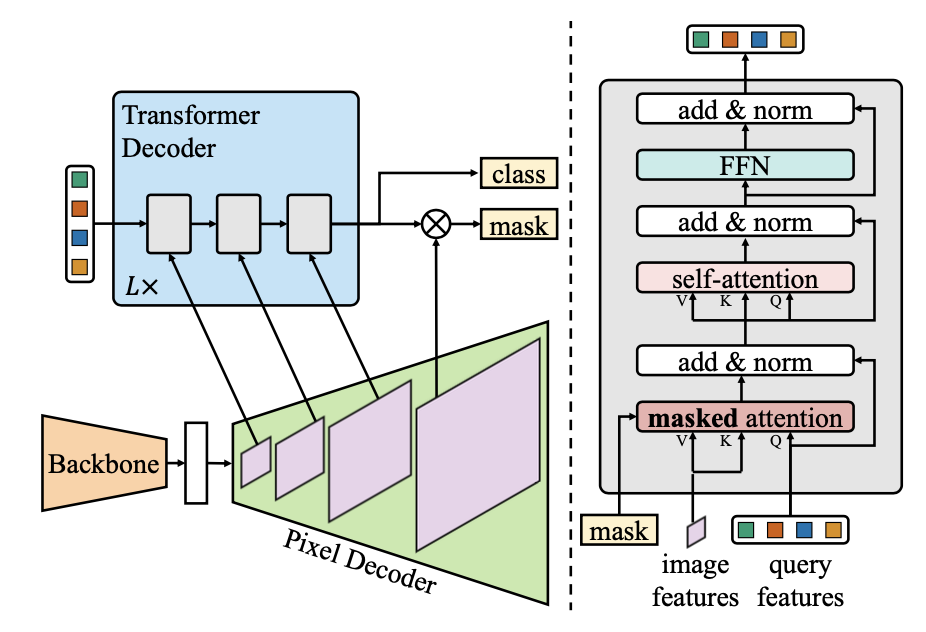 Transformer
Decoder
L×
class
mask
Backbone
Pixel Decoder
add & norm
FFN
add & norm
self-attention
V K Q
add & norm
masked attention
V K Q
mask
image
features
query
features